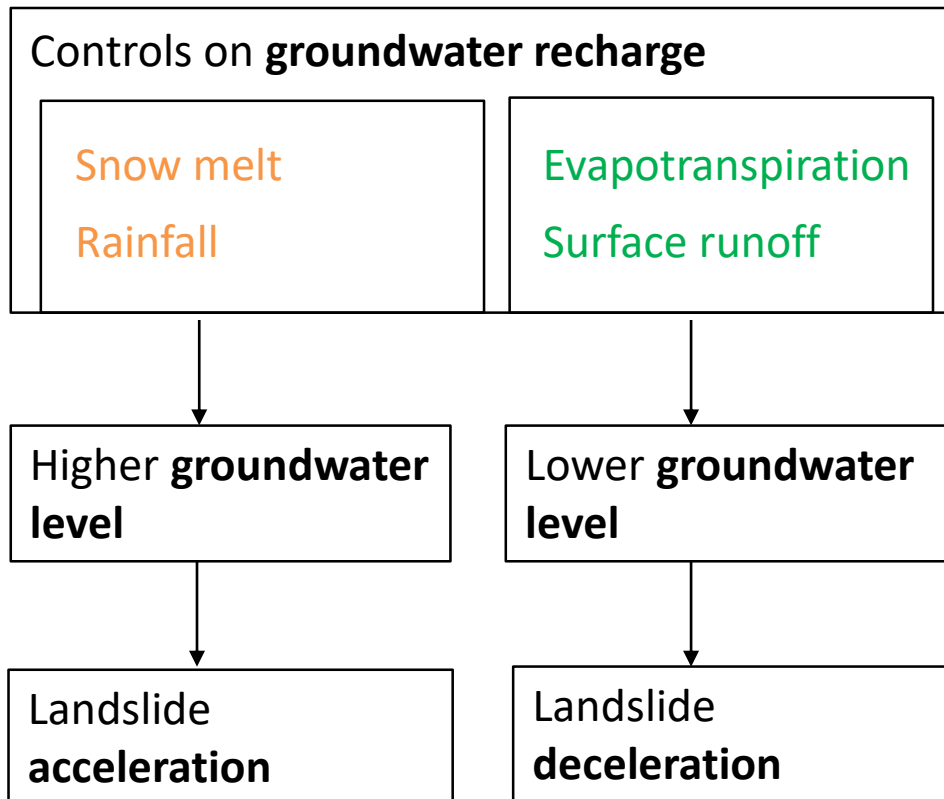 Controls on groundwater recharge
Snow melt
Rainfall
Evapotranspiration
Surface runoff
Higher groundwater
level
Lower groundwater
level
Landslide
acceleration
Landslide
deceleration